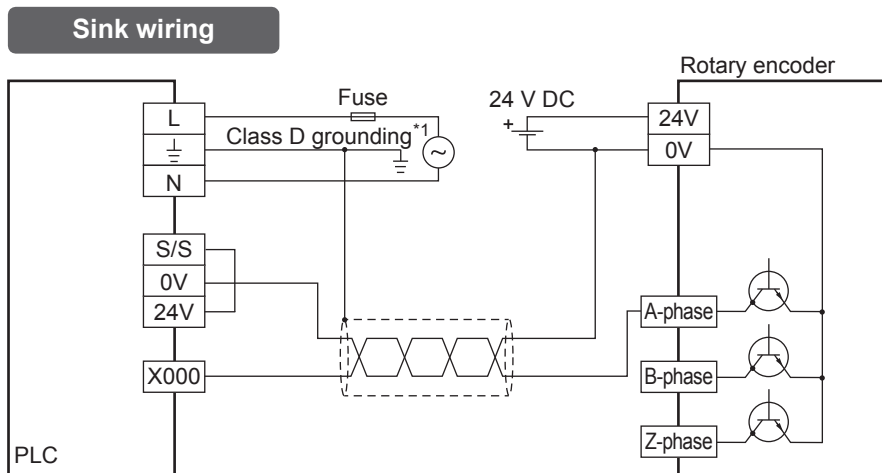 Sink wiring
Rotary encoder
Fuse
24 V DC
L
Class D grounding*1
N
+
~
24V
0V
S/S
0V
24V
X000
A-phase
B-phase
Z-phase
PLC